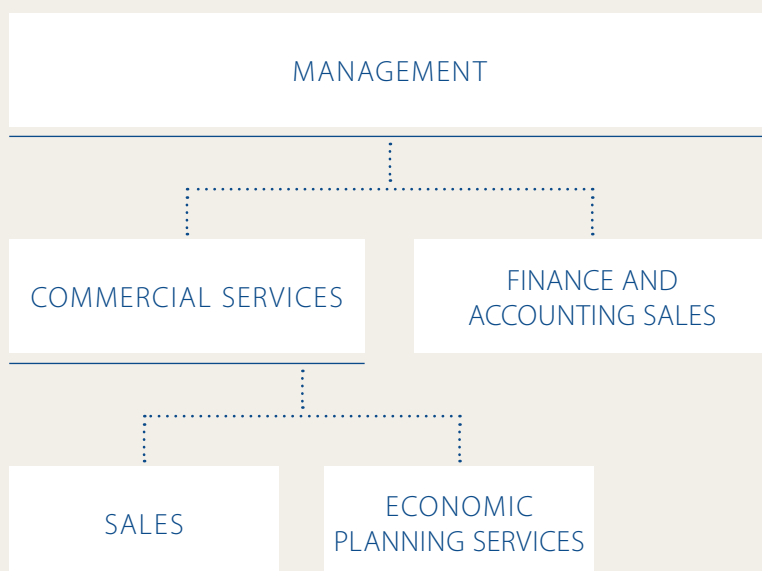 MANAGEMENT
COMMERCIAL SERVICES
FINANCE AND
ACCOUNTING SALES
SALES
ECONOMIC
PLANNING SERVICES